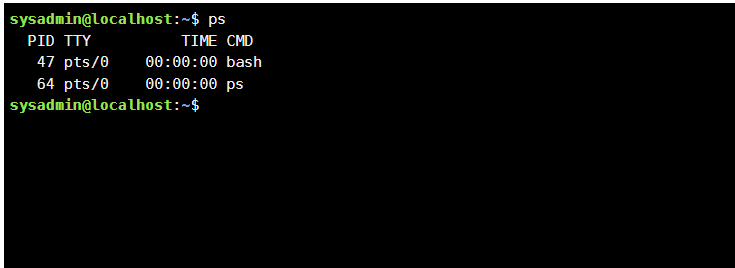 sysadmin@localhost:~$ ps
  PID TTY          TIME CMD
   47 pts/0    00:00:00 bash
   64 pts/0    00:00:00 ps
sysadmin@localhost:~$